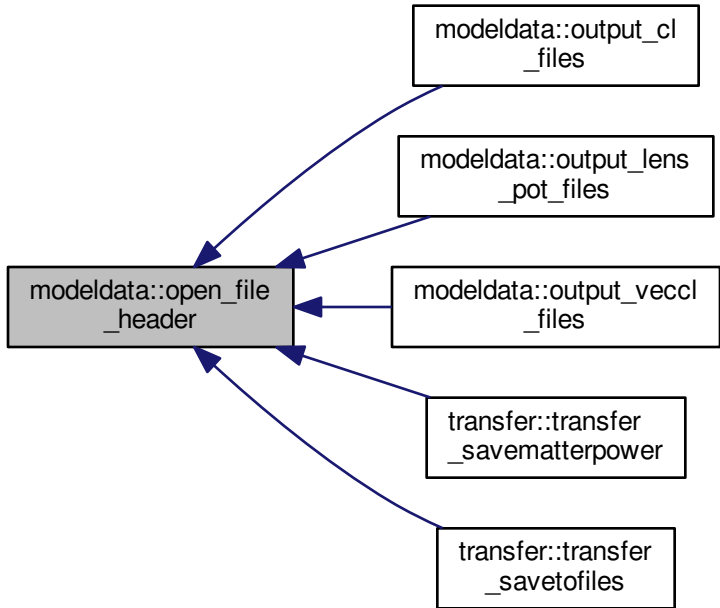 modeldata::output_cl
_files
modeldata::output_lens
_pot_files
modeldata::open_file
_header
modeldata::output_veccl
_files
transfer::transfer
_savematterpower
transfer::transfer
_savetofiles